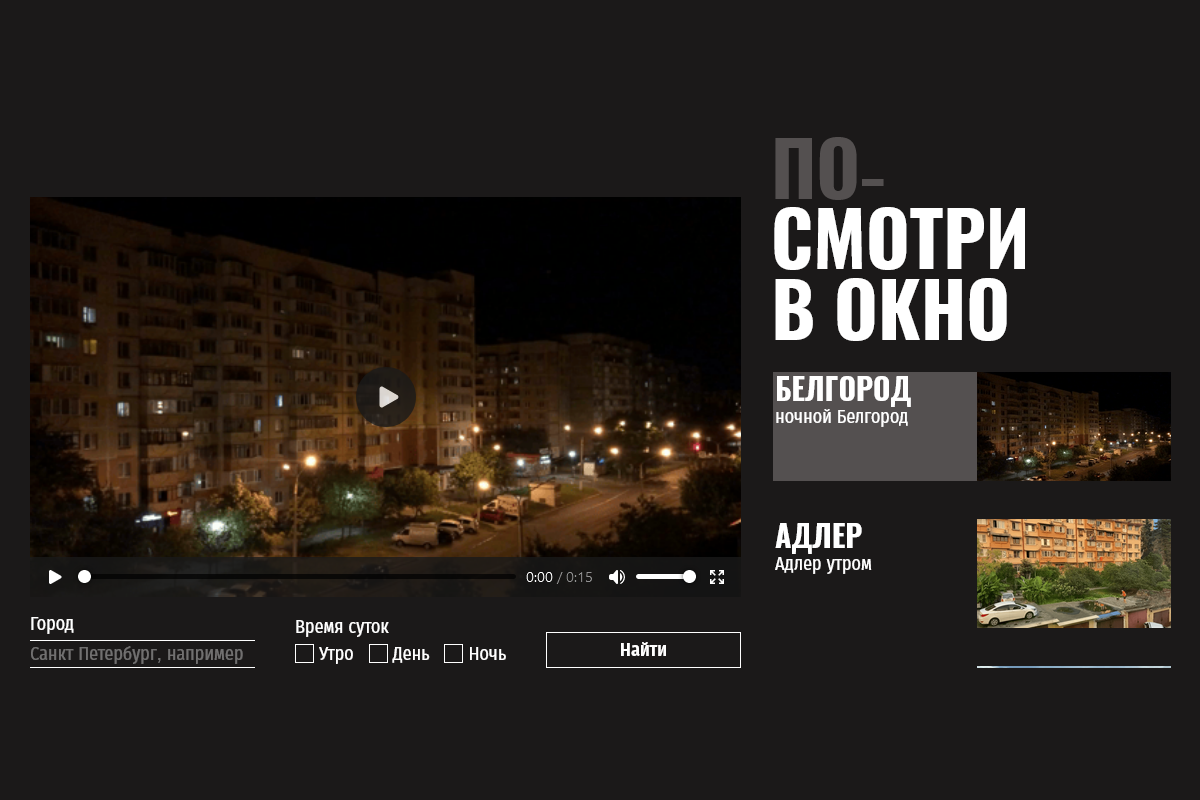 ПО-
СМОТРИ
В ОКНО
БЕЛГОРОД
ночной Белгород
АДЛЕР
Адлер утром
0:00 / 0:15
Город
Санкт Петербург, например
Время суток
Утро
День
Ночь
Найти